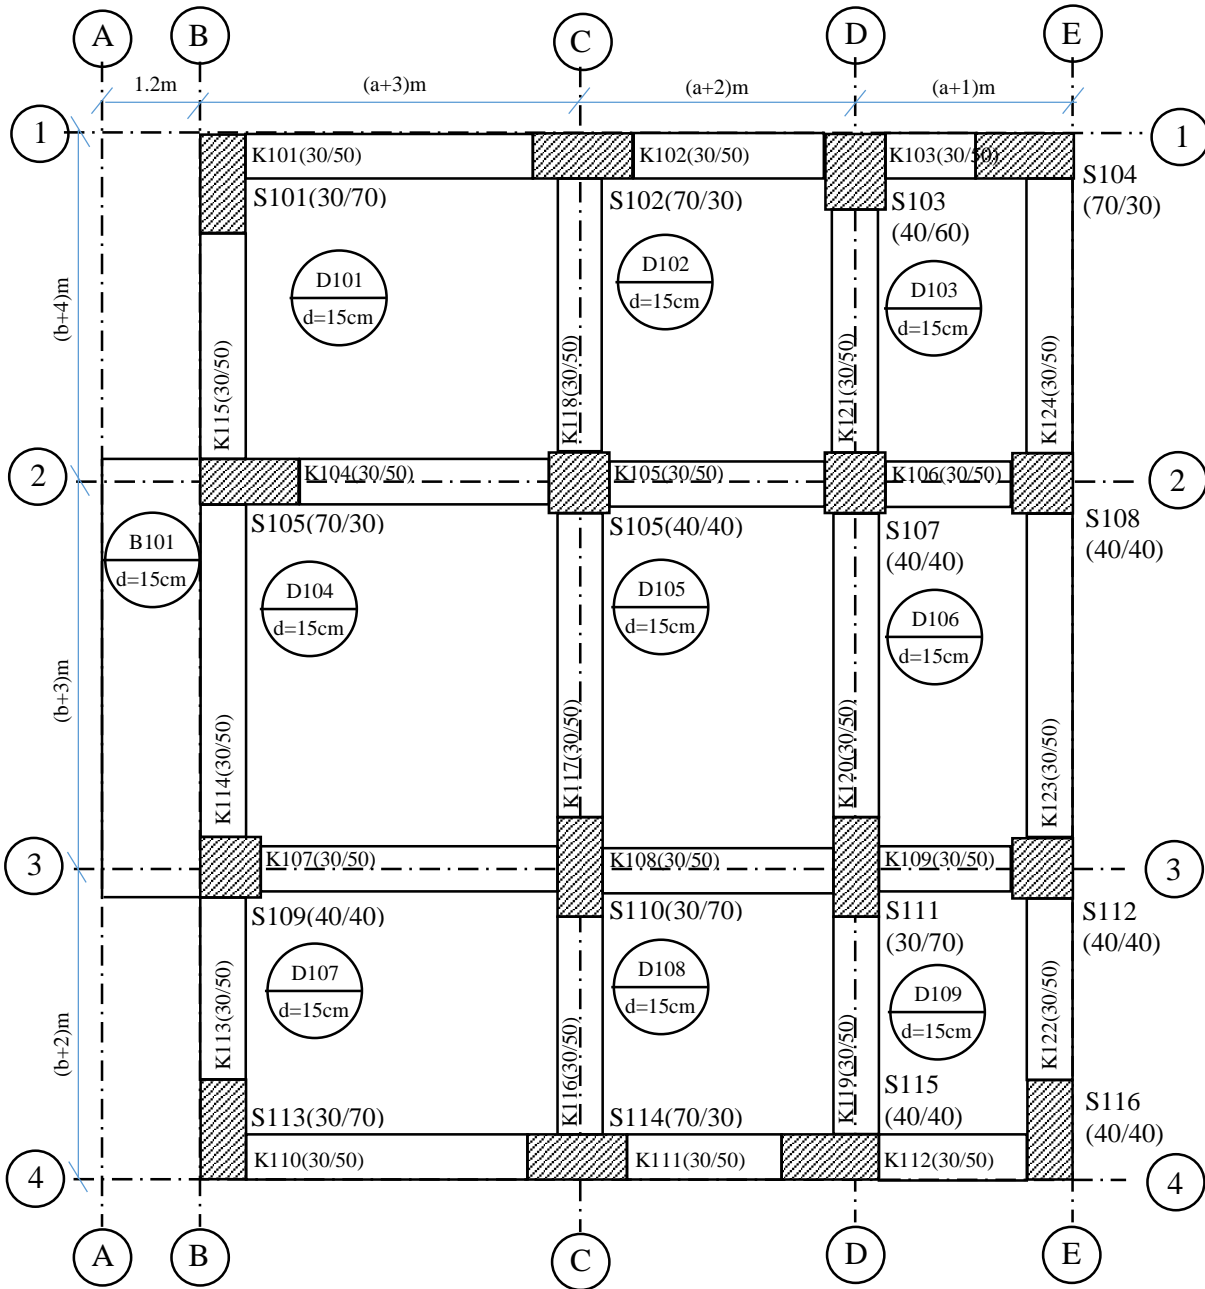 A
B
C
D
E
1.2m
(a+3)m
(a+2)m
(a+1)m
1
1
K101(30/50)
K102(30/50)
K103(30/50)
S101(30/70)
S102(70/30)
S103
(40/60)
S104
(70/30)
(b+4)m
D101
d=15cm
D102
d=15cm
D103
d=15cm
K115(30/50)
K118(30/50)
K121(30/50)
K124(30/50)
2
2
K104(30/50)
K105(30/50)
K106(30/50)
S105(70/30)
S105(40/40)
S107
(40/40)
S108
(40/40)
B101
d=15cm
D104
d=15cm
D105
d=15cm
D106
d=15cm
(b+3)m
K114(30/50)
K117(30/50)
K120(30/50)
K123(30/50)
3
3
K107(30/50)
K108(30/50)
K109(30/50)
S109(40/40)
S110(30/70)
S111
(30/70)
S112
(40/40)
D107
d=15cm
D108
d=15cm
D109
d=15cm
(b+2)m
K113(30/50)
K116(30/50)
K119(30/50)
K122(30/50)
S113(30/70)
S114(70/30)
S115
(40/40)
S116
(40/40)
K110(30/50)
K111(30/50)
K112(30/50)
4
4
A
B
C
D
E